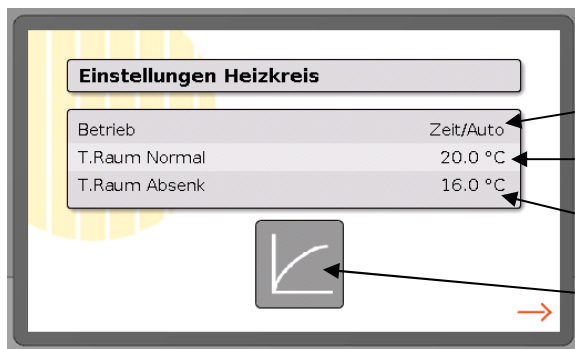 Einstellungen Heizkreis
Betrieb Zeit/Auto
T.Raum Normal 20.0 °C
T.Raum Absenk 16.0 °C